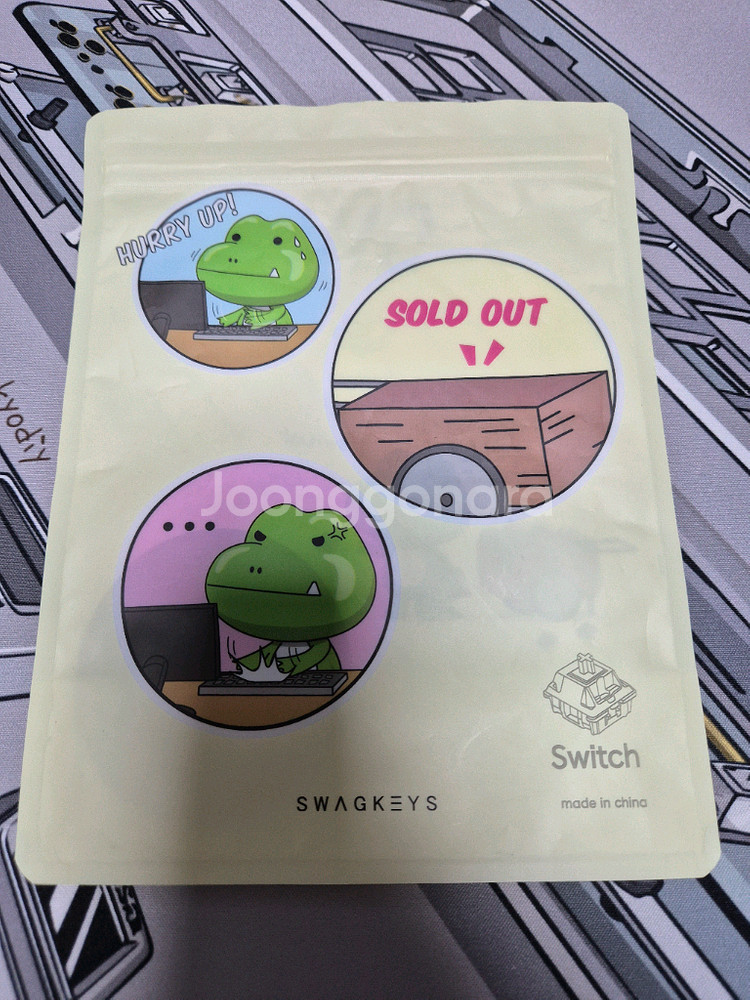 HURRY UP!
SOLD OUT
Joonggonara
...
Switch
SWAGKEYS
made in china